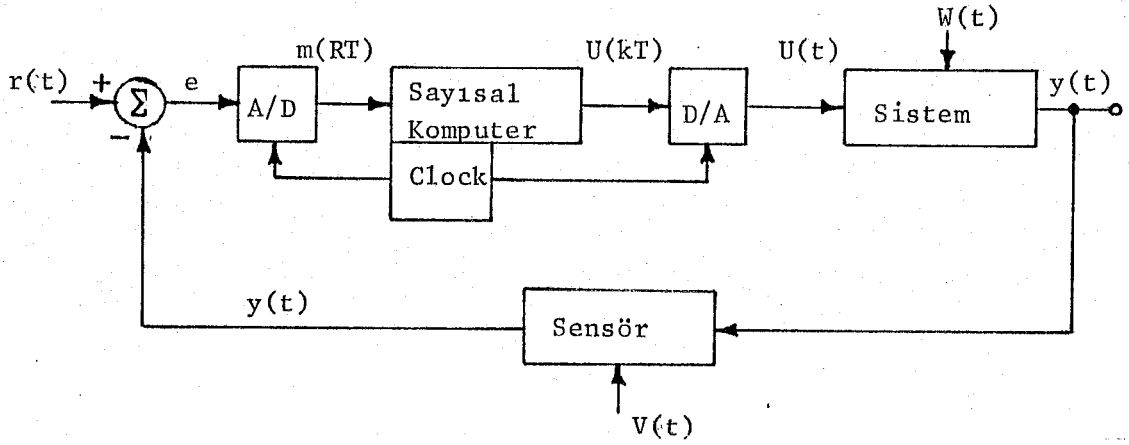 W(t)
m(RT)
U(kT)
U(t)
y(t)
r(t)
+
e
Σ
A/D
Sayısal
Komputer
D/A
Sistem
−
Clock
y(t)
Sensör
V(t)